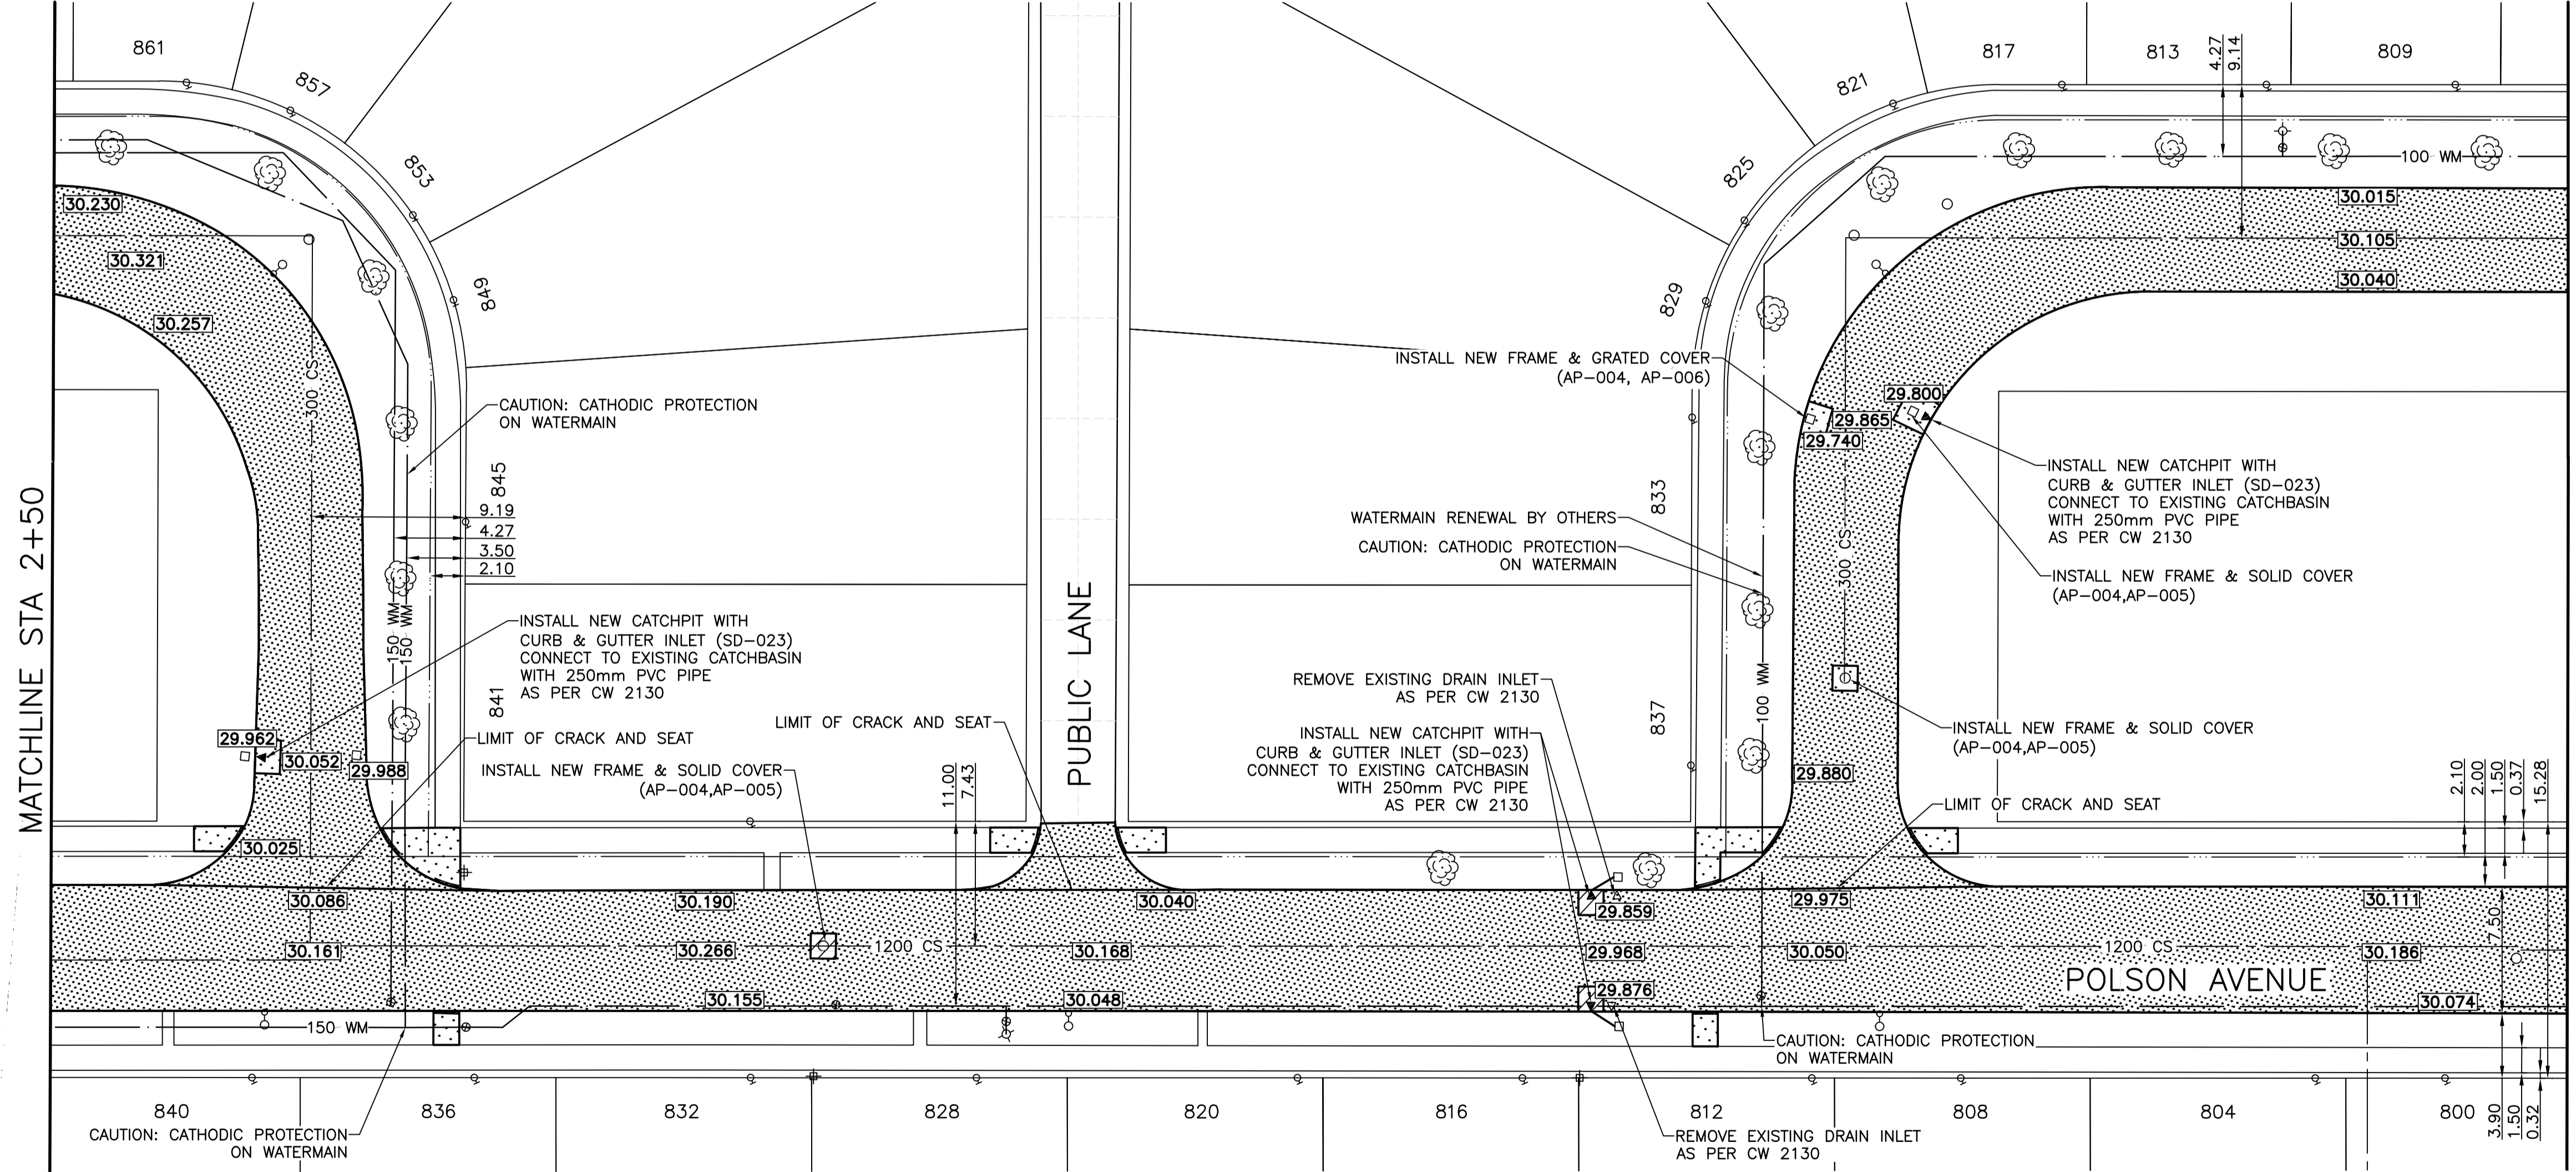 861
857
853
849
845
841
817
813
809
821
825
829
833
837
4.27
9.14
100 WM
30.230
30.321
30.257
300 CS
30.015
30.105
30.040
CAUTION: CATHODIC PROTECTION
ON WATERMAIN
9.19
4.27
3.50
2.10
150 WM
150 WM
INSTALL NEW FRAME & GRATED COVER
(AP-004, AP-006)
29.800
29.865
29.740
INSTALL NEW CATCHPIT WITH
CURB & GUTTER INLET (SD-023)
CONNECT TO EXISTING CATCHBASIN
WITH 250mm PVC PIPE
AS PER CW 2130
INSTALL NEW FRAME & SOLID COVER
(AP-004,AP-005)
WATERMAIN RENEWAL BY OTHERS
CAUTION: CATHODIC PROTECTION
ON WATERMAIN
300 CS
100 WM
MATCHLINE STA 2+50
INSTALL NEW CATCHPIT WITH
CURB & GUTTER INLET (SD-023)
CONNECT TO EXISTING CATCHBASIN
WITH 250mm PVC PIPE
AS PER CW 2130
LIMIT OF CRACK AND SEAT
LIMIT OF CRACK AND SEAT
INSTALL NEW FRAME & SOLID COVER
(AP-004,AP-005)
29.962
30.052
29.988
30.025
11.00
7.43
PUBLIC LANE
REMOVE EXISTING DRAIN INLET
AS PER CW 2130
INSTALL NEW CATCHPIT WITH
CURB & GUTTER INLET (SD-023)
CONNECT TO EXISTING CATCHBASIN
WITH 250mm PVC PIPE
AS PER CW 2130
INSTALL NEW FRAME & SOLID COVER
(AP-004,AP-005)
29.880
LIMIT OF CRACK AND SEAT
2.10
2.00
1.50
0.37
15.28
30.086
30.190
30.040
29.859
29.975
30.111
7.50
30.161
30.266
1200 CS
30.168
29.968
30.050
1200 CS
30.186
POLSON AVENUE
30.155
30.048
29.876
30.074
150 WM
CAUTION: CATHODIC PROTECTION
ON WATERMAIN
840
836
832
828
820
816
812
808
804
800
3.90
1.50
0.32
CAUTION: CATHODIC PROTECTION
ON WATERMAIN
REMOVE EXISTING DRAIN INLET
AS PER CW 2130